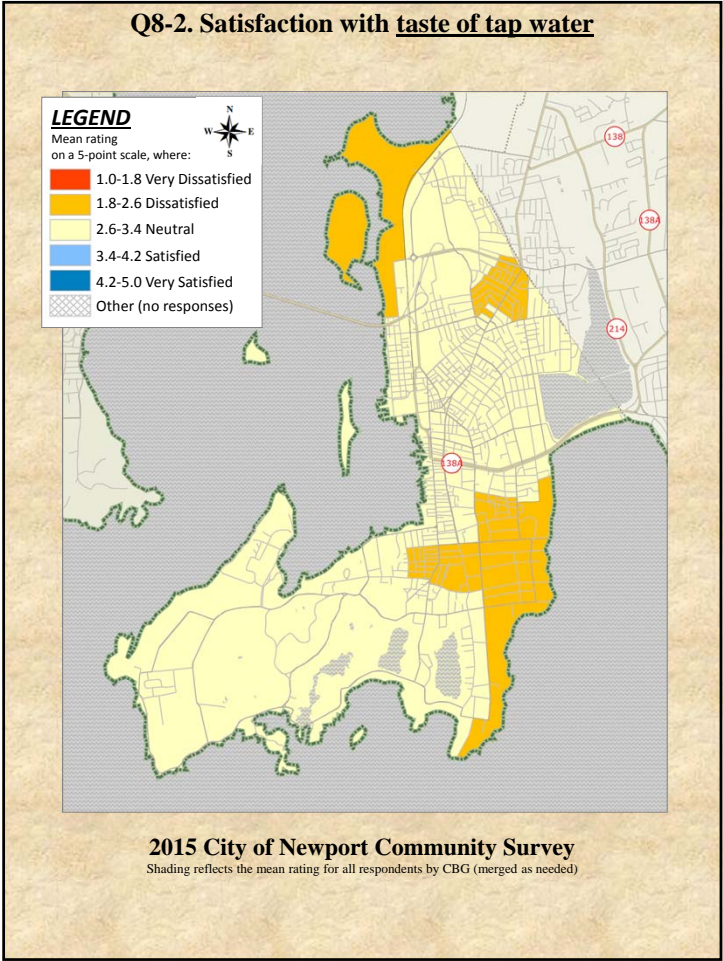 Q8-2. Satisfaction with taste of tap water
LEGEND
Mean rating
on a 5-point scale, where:
N
W E
S
1.0-1.8 Very Dissatisfied
1.8-2.6 Dissatisfied
2.6-3.4 Neutral
3.4-4.2 Satisfied
4.2-5.0 Very Satisfied
Other (no responses)
138
138A
214
138A
2015 City of Newport Community Survey
Shading reflects the mean rating for all respondents by CBG (merged as needed)